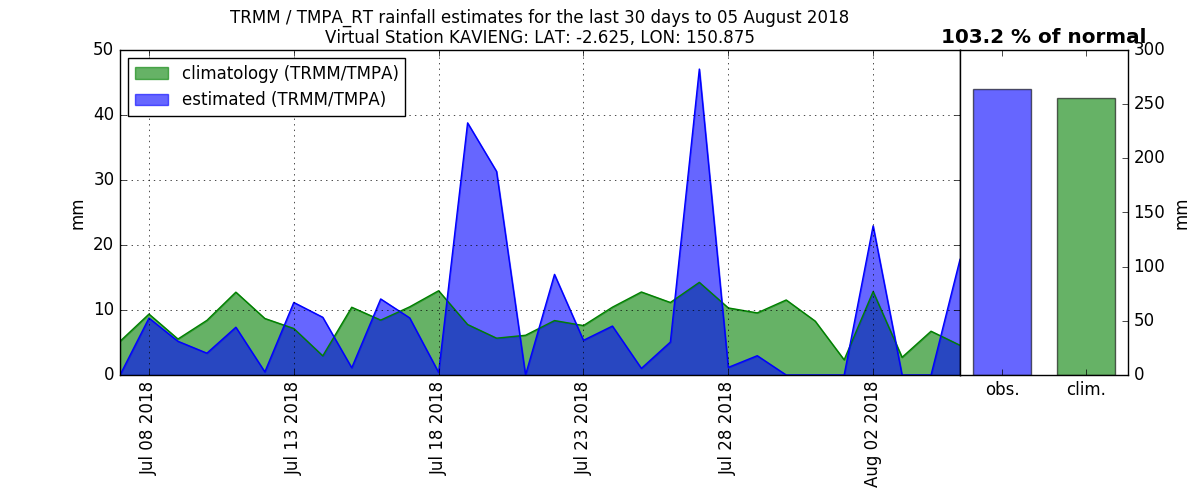 TRMM / TMPA_RT rainfall estimates for the last 30 days to 05 August 2018
Virtual Station KAVIENG: LAT: -2.625, LON: 150.875
103.2 % of normal
climatology (TRMM/TMPA)
estimated (TRMM/TMPA)
mm
50
40
30
20
10
0
Jul 08 2018
Jul 13 2018
Jul 18 2018
Jul 23 2018
Jul 28 2018
Aug 02 2018
obs.
clim.
300
250
200
150
100
50
0
mm